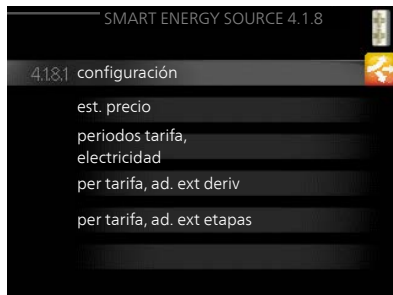 SMART ENERGY SOURCE 4.1.8
4.1.8.1 configuración
est. precio
periodos tarifa,
electricidad
per tarifa, ad. ext deriv
per tarifa, ad. ext etapas